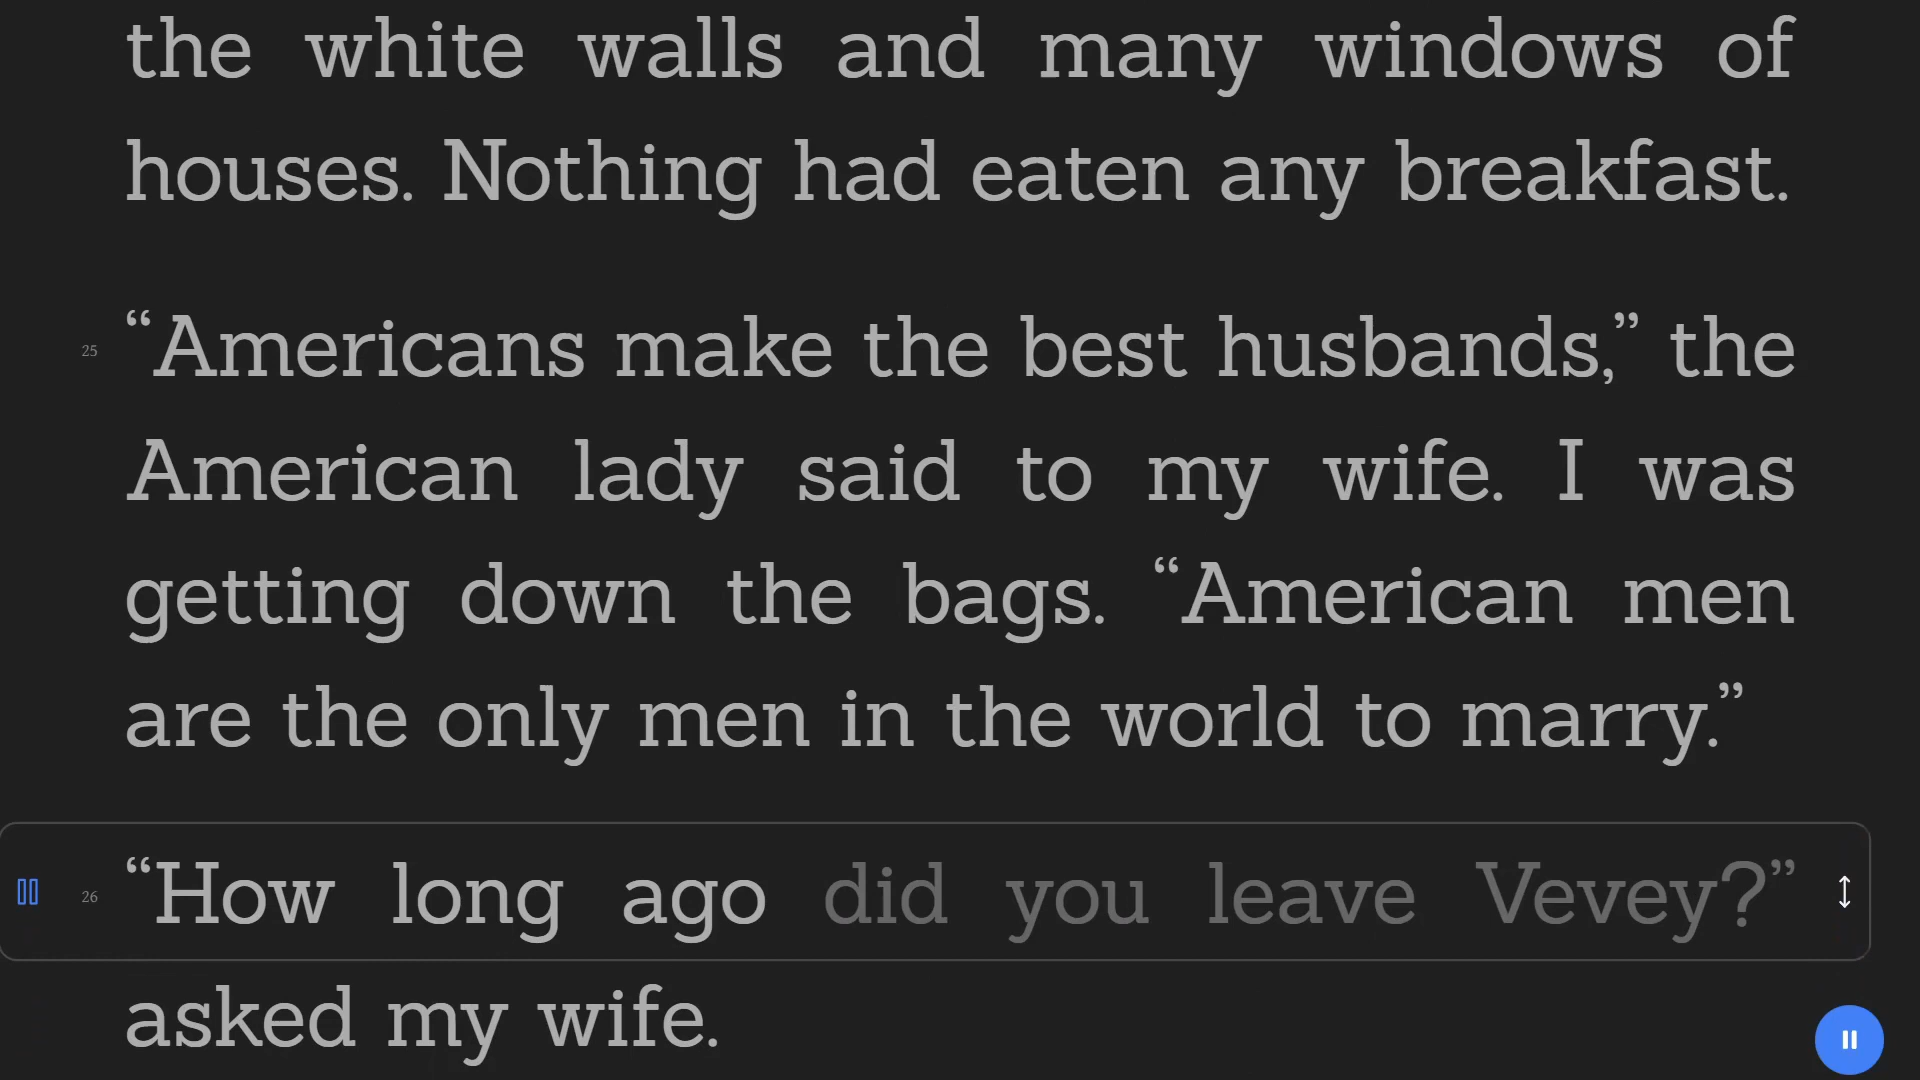 the white walls and many windows of
houses. Nothing had eaten any breakfast.
25 “Americans make the best husbands,” the
American lady said to my wife. I was
getting down the bags. “American men
are the only men in the world to marry.”
26 “How long ago did you leave Vevey?”
asked my wife.